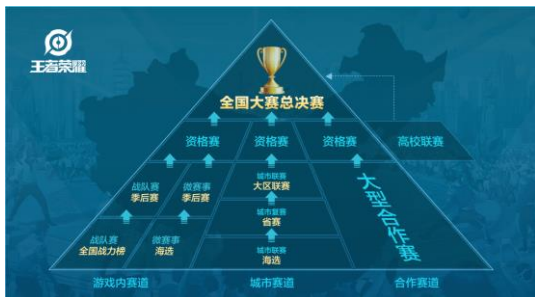 王者荣耀
全国大赛总决赛
资格赛 资格赛 资格赛 高校联赛
战队赛
季后赛
微赛事
季后赛
城市联赛
大区联赛
城市联赛
省赛
战队赛
全国战力榜
微赛事
海选
城市联赛
海选
大型合作赛
游戏内赛道 城市赛道 合作赛道